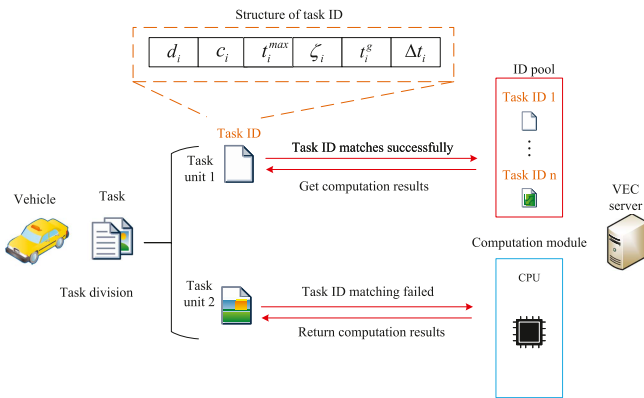 Structure of task ID
d_i c_i t_i^{max} ζ_i t_i^g Δt_i
ID pool
Task ID 1
⋮
Task ID n
Task ID
Task
unit 1
Task ID matches successfully
Get computation results
Vehicle
Task
Task division
VEC
server
Computation module
CPU
Task
unit 2
Task ID matching failed
Return computation results